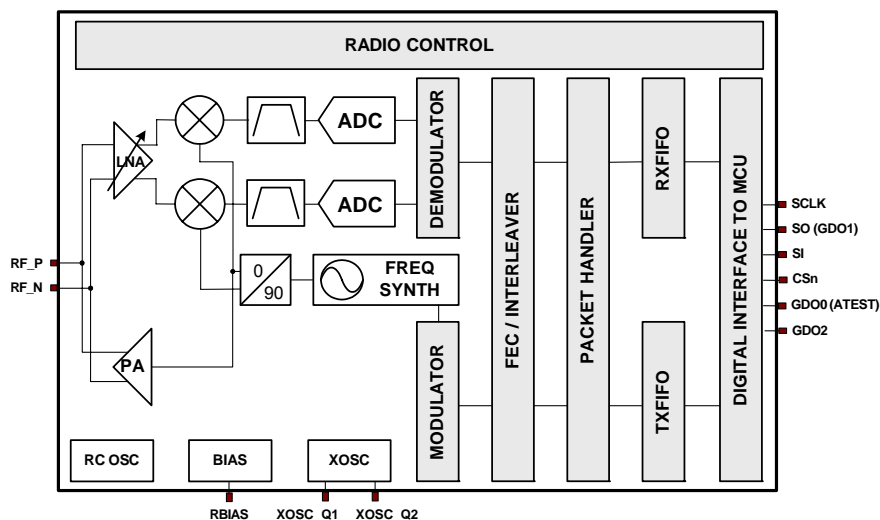 RADIO CONTROL
LNA
ADC
ADC
DEMODULATOR
FEC / INTERLEAVER
PACKET HANDLER
RXFIFO
DIGITAL INTERFACE TO MCU
SCLK
SO (GDO1)
SI
CSn
GDO0 (ATEST)
GDO2
RF_P
RF_N
0
90
FREQ
SYNTH
PA
MODULATOR
TXFIFO
RC OSC
BIAS
XOSC
RBIAS
XOSC_Q1
XOSC_Q2